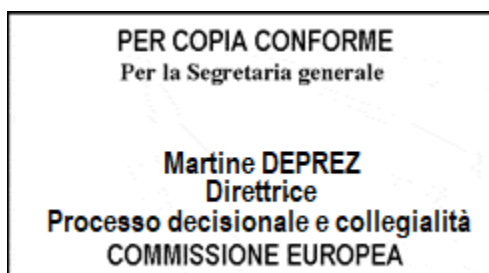 PER COPIA CONFORME
Per la Segretaria generale
Martine DEPREZ
Direttrice
Processo decisionale e collegialità
COMMISSIONE EUROPEA